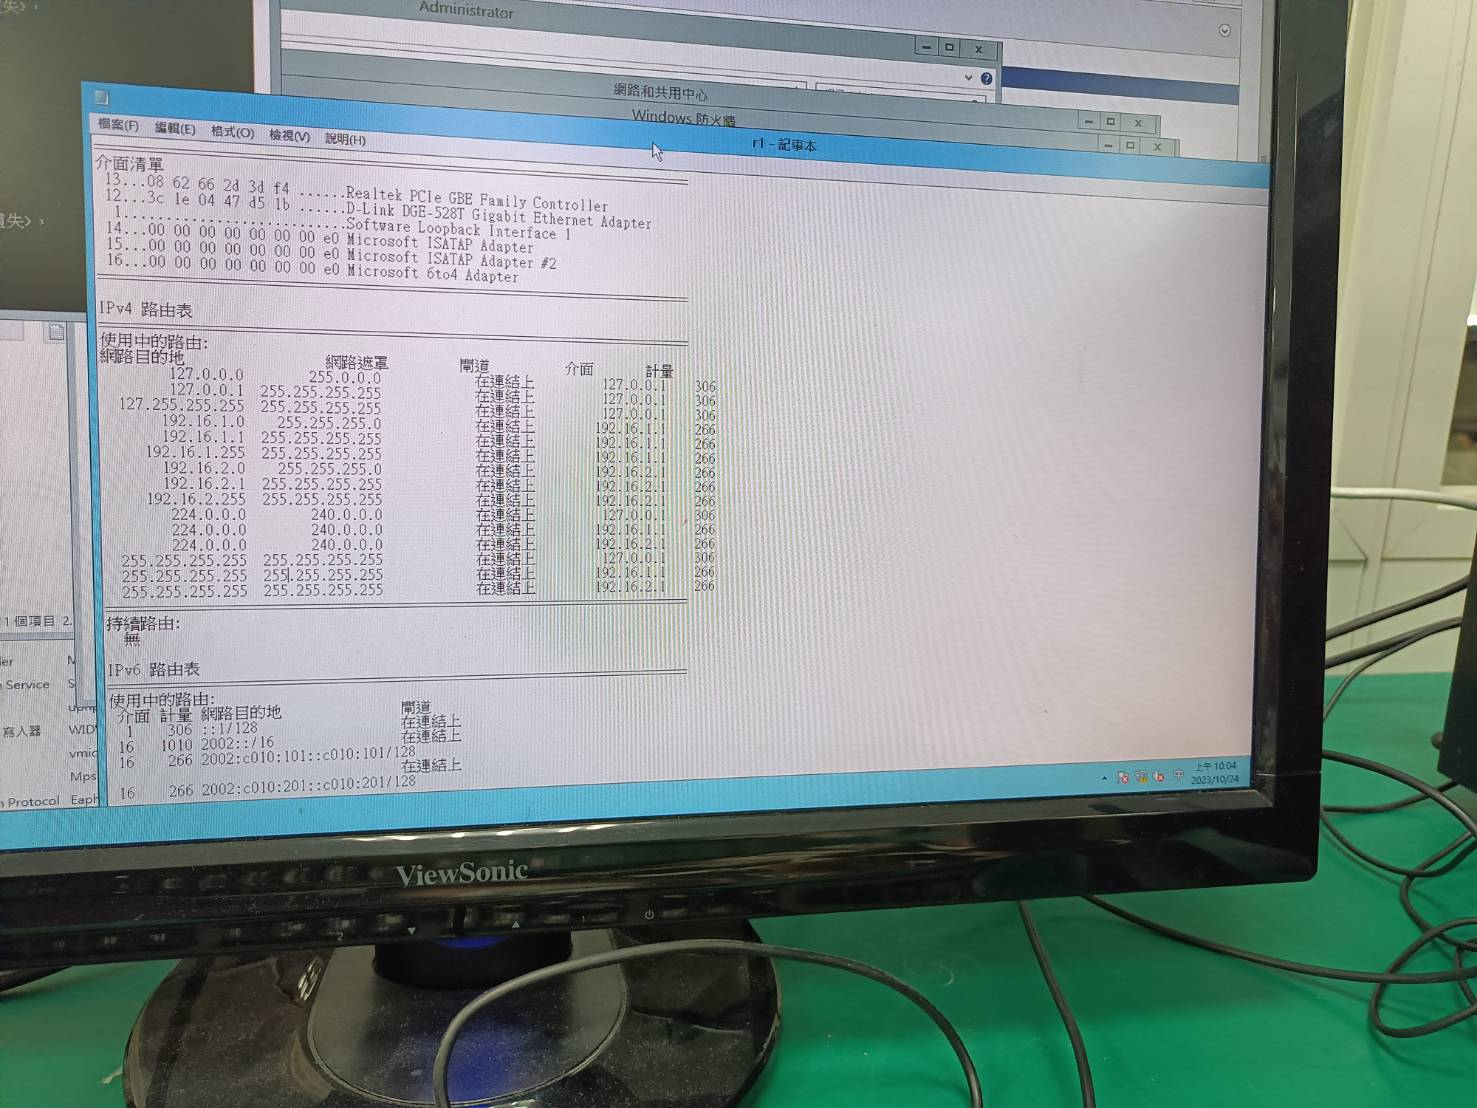 失>，
Administrator
網路和共用中心
Windows 防火牆
r1 - 記事本
檔案(F) 編輯(E) 格式(O) 檢視(V) 說明(H)
介面清單
13...08 62 66 2d 3d f4 ......Realtek PCIe GBE Family Controller
12...3c 1e 04 47 d5 1b ......D-Link DGE-528T Gigabit Ethernet Adapter
1...........................Software Loopback Interface 1
14...00 00 00 00 00 00 00 e0 Microsoft ISATAP Adapter
15...00 00 00 00 00 00 00 e0 Microsoft ISATAP Adapter #2
16...00 00 00 00 00 00 00 e0 Microsoft 6to4 Adapter
IPv4 路由表
使用中的路由:
網路目的地 網路遮罩 閘道 介面 計量
127.0.0.0 255.0.0.0 在連結上 127.0.0.1 306
127.0.0.1 255.255.255.255 在連結上 127.0.0.1 306
127.255.255.255 255.255.255.255 在連結上 127.0.0.1 306
192.16.1.0 255.255.255.0 在連結上 192.16.1.1 266
192.16.1.1 255.255.255.255 在連結上 192.16.1.1 266
192.16.1.255 255.255.255.255 在連結上 192.16.1.1 266
192.16.2.0 255.255.255.0 在連結上 192.16.2.1 266
192.16.2.1 255.255.255.255 在連結上 192.16.2.1 266
192.16.2.255 255.255.255.255 在連結上 192.16.2.1 266
224.0.0.0 240.0.0.0 在連結上 127.0.0.1 306
224.0.0.0 240.0.0.0 在連結上 192.16.1.1 266
224.0.0.0 240.0.0.0 在連結上 192.16.2.1 266
255.255.255.255 255.255.255.255 在連結上 127.0.0.1 306
255.255.255.255 255.255.255.255 在連結上 192.16.1.1 266
255.255.255.255 255.255.255.255 在連結上 192.16.2.1 266
持續路由:
無
IPv6 路由表
使用中的路由:
介面 計量 網路目的地 閘道
1 306 ::1/128 在連結上
16 1010 2002::/16 在連結上
16 266 2002:c010:101::c010:101/128
在連結上
16 266 2002:c010:201::c010:201/128
1 個項目 2.
Service
寫入器 WID
vmic
Mps
Protocol Eaph
中
上午 10:04
2023/10/24
ViewSonic
2 ▼ ▲ 1